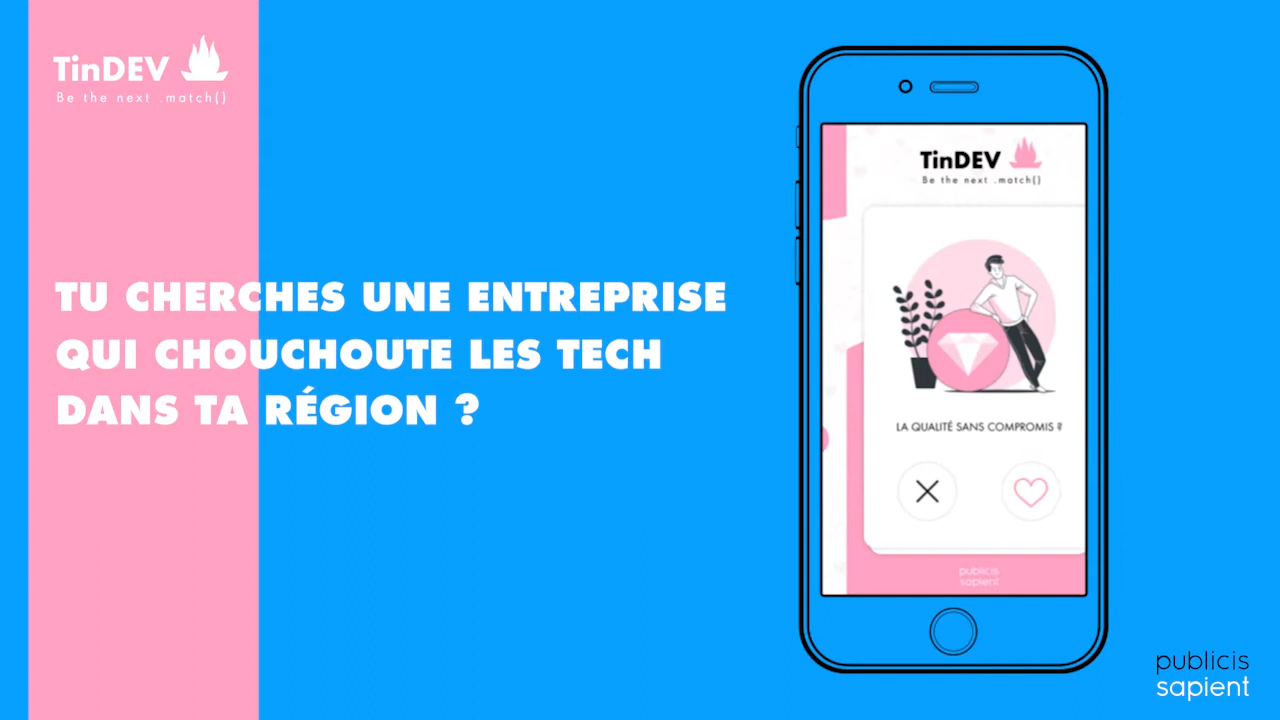 TinDEV
Be the next .match()
TU CHERCHES UNE ENTREPRISE
QUI CHOUCHOUTE LES TECH
DANS TA RÉGION ?
TinDEV
Be the next .match()
LA QUALITÉ SANS COMPROMIS ?
publicis
sapient
publicis
sapient